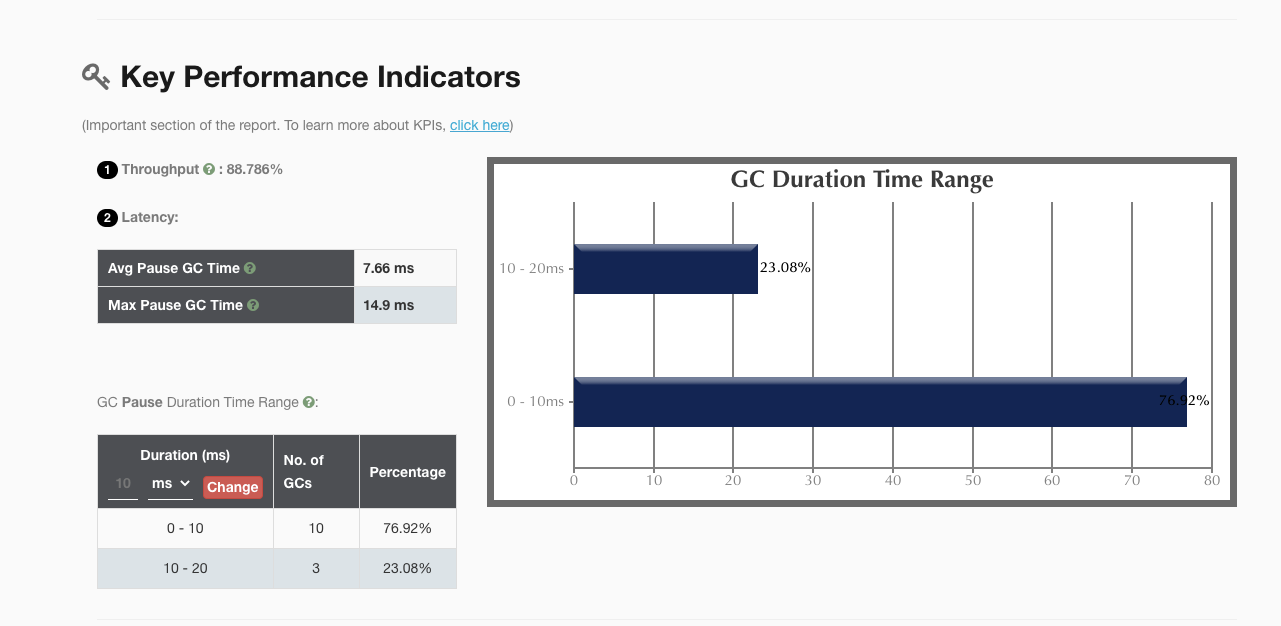 Key Performance Indicators
(Important section of the report. To learn more about KPIs, click here)
1 Throughput ? : 88.786%
2 Latency:
Avg Pause GC Time ? 7.66 ms
Max Pause GC Time ? 14.9 ms
GC Pause Duration Time Range ?:
Duration (ms)
10 ms Change
No. of
GCs
Percentage
0 - 10 10 76.92%
10 - 20 3 23.08%
GC Duration Time Range
10 - 20ms 23.08%
0 - 10ms 76.92%
0 10 20 30 40 50 60 70 80